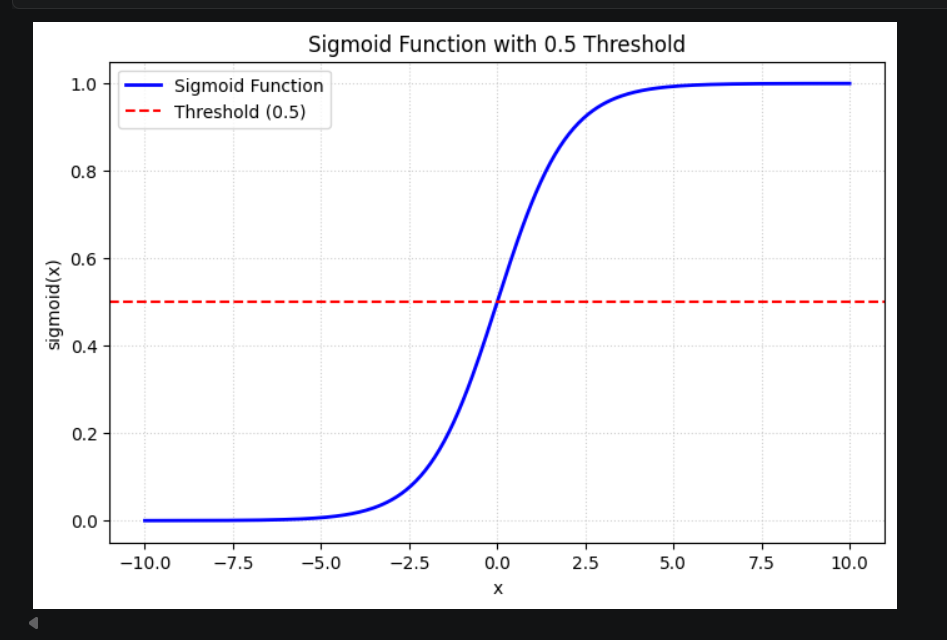 Sigmoid Function with 0.5 Threshold
Sigmoid Function
Threshold (0.5)
1.0
0.8
0.6
0.4
0.2
0.0
sigmoid(x)
−10.0 −7.5 −5.0 −2.5 0.0 2.5 5.0 7.5 10.0
x